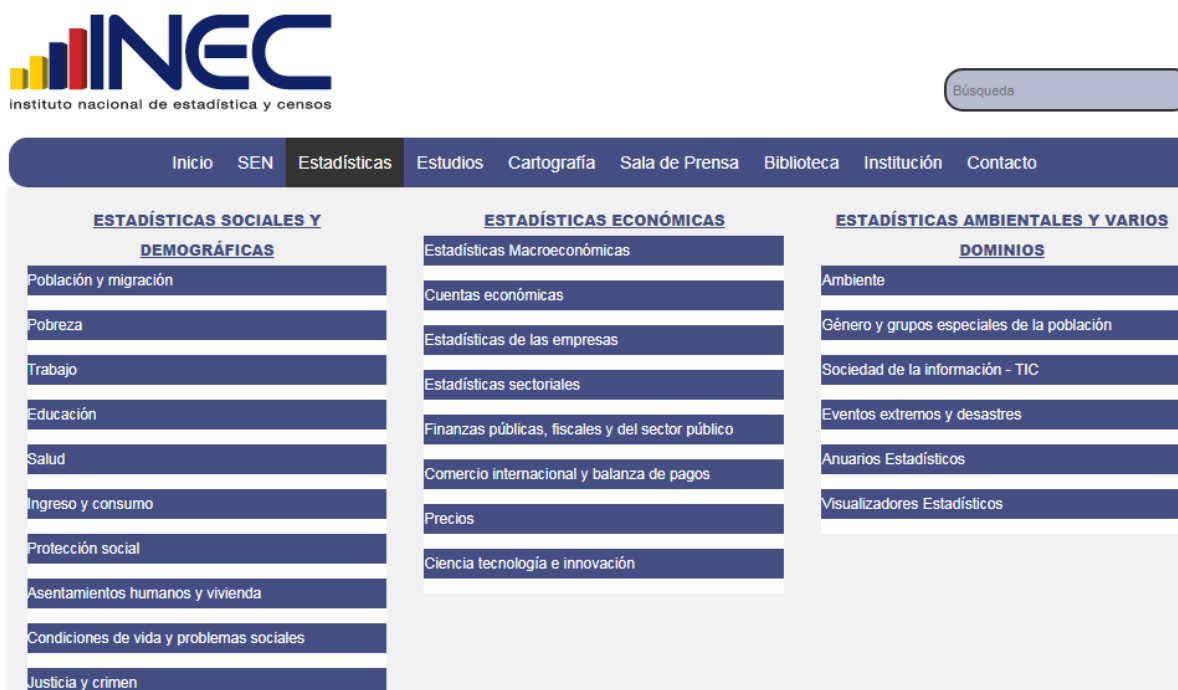 INEC
instituto nacional de estadística y censos
Búsqueda
Inicio SEN Estadísticas Estudios Cartografía Sala de Prensa Biblioteca Institución Contacto
ESTADÍSTICAS SOCIALES Y
DEMOGRÁFICAS
Población y migración
Pobreza
Trabajo
Educación
Salud
Ingreso y consumo
Protección social
Asentamientos humanos y vivienda
Condiciones de vida y problemas sociales
Justicia y crimen
ESTADÍSTICAS ECONÓMICAS
Estadísticas Macroeconómicas
Cuentas económicas
Estadísticas de las empresas
Estadísticas sectoriales
Finanzas públicas, fiscales y del sector público
Comercio internacional y balanza de pagos
Precios
Ciencia tecnología e innovación
ESTADÍSTICAS AMBIENTALES Y VARIOS
DOMINIOS
Ambiente
Género y grupos especiales de la población
Sociedad de la información - TIC
Eventos extremos y desastres
Anuarios Estadísticos
Visualizadores Estadísticos